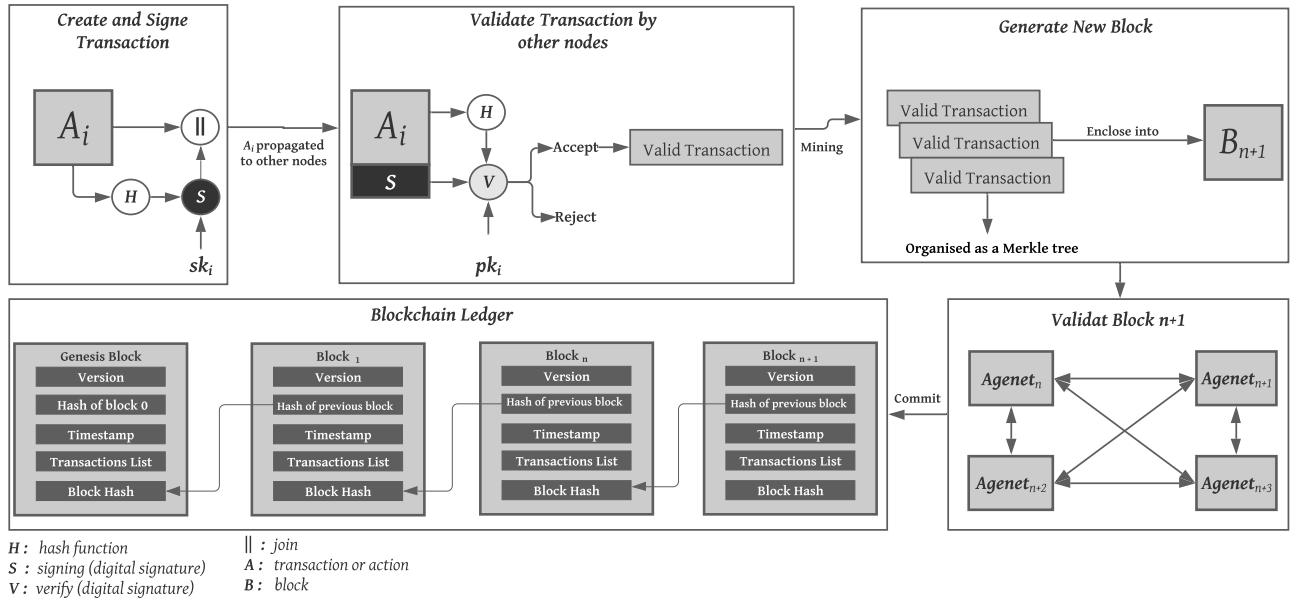 Create and Signe
Transaction
A_i
||
H
S
sk_i
A_i propagated
to other nodes
Validate Transaction by
other nodes
A_i
S
H
V
pk_i
Accept
Reject
Valid Transaction
Mining
Generate New Block
Valid Transaction
Valid Transaction
Valid Transaction
Enclose into
B_n+1
Organised as a Merkle tree
Blockchain Ledger
Genesis Block
Version
Hash of block 0
Timestamp
Transactions List
Block Hash
Block 1
Version
Hash of previous block
Timestamp
Transactions List
Block Hash
Block n
Version
Hash of previous block
Timestamp
Transactions List
Block Hash
Block n + 1
Version
Hash of previous block
Timestamp
Transactions List
Block Hash
Commit
Validat Block n+1
Agenet_n
Agenet_n+1
Agenet_n+2
Agenet_n+3
H : hash function
S : signing (digital signature)
V : verify (digital signature)
|| : join
A : transaction or action
B : block